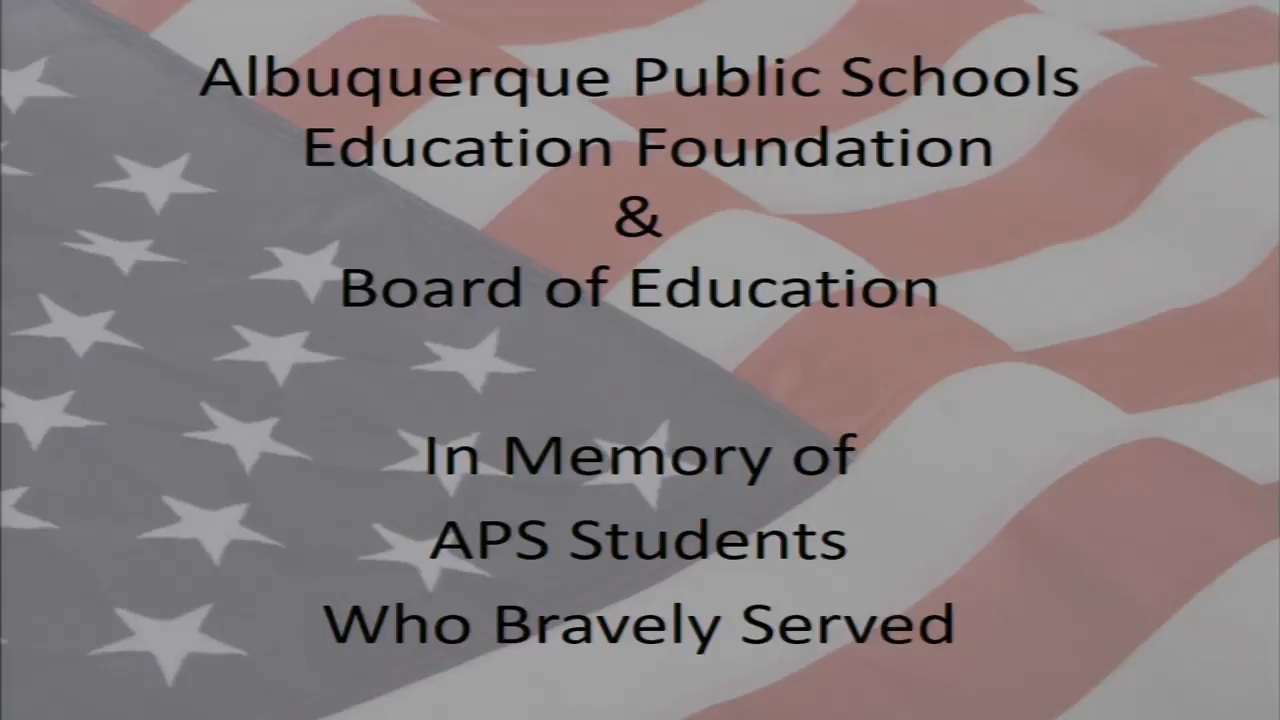 Albuquerque Public Schools
Education Foundation
&
Board of Education
In Memory of
APS Students
Who Bravely Served